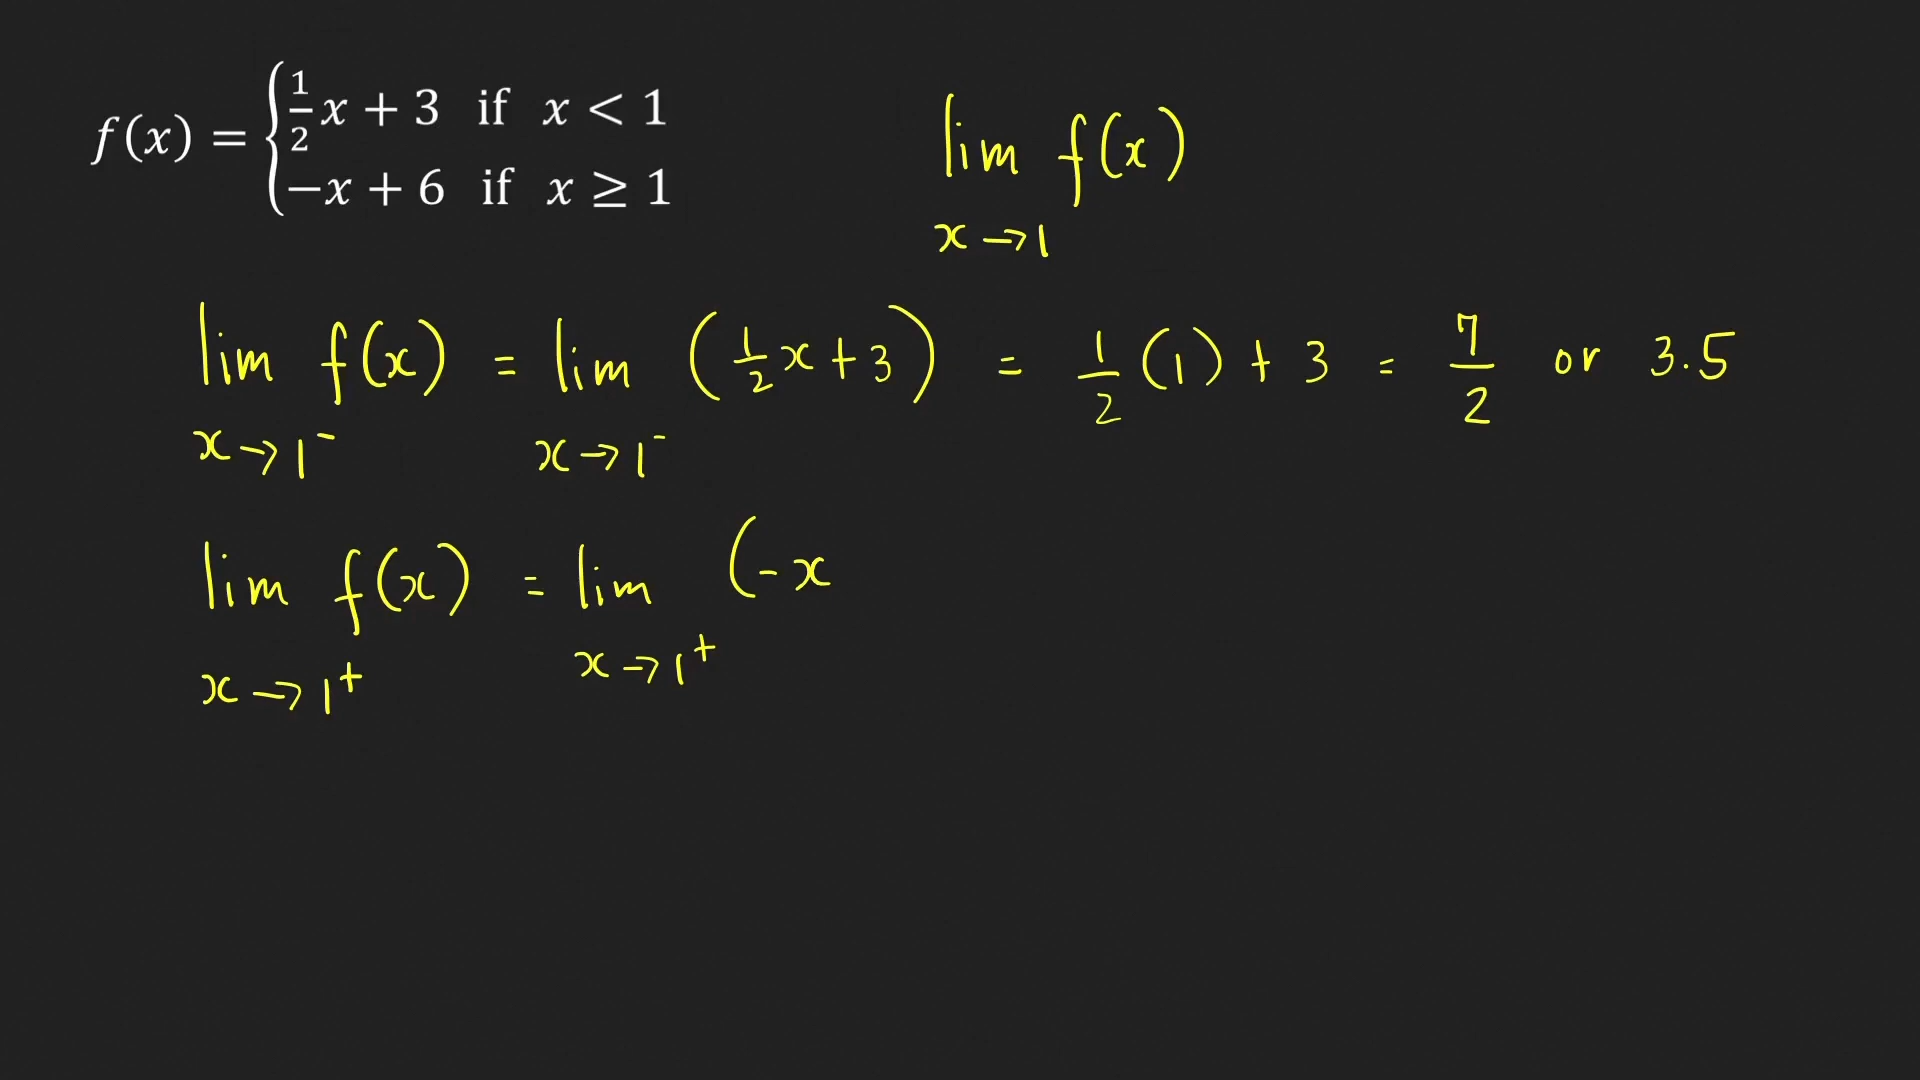 f(x) = { 1/2 x + 3 if x < 1
−x + 6 if x ≥ 1
lim f(x)
x → 1
lim f(x) = lim (1/2 x + 3) = 1/2 (1) + 3 = 7/2 or 3.5
x → 1⁻ x → 1⁻
lim f(x) = lim (-x
x → 1⁺ x → 1⁺